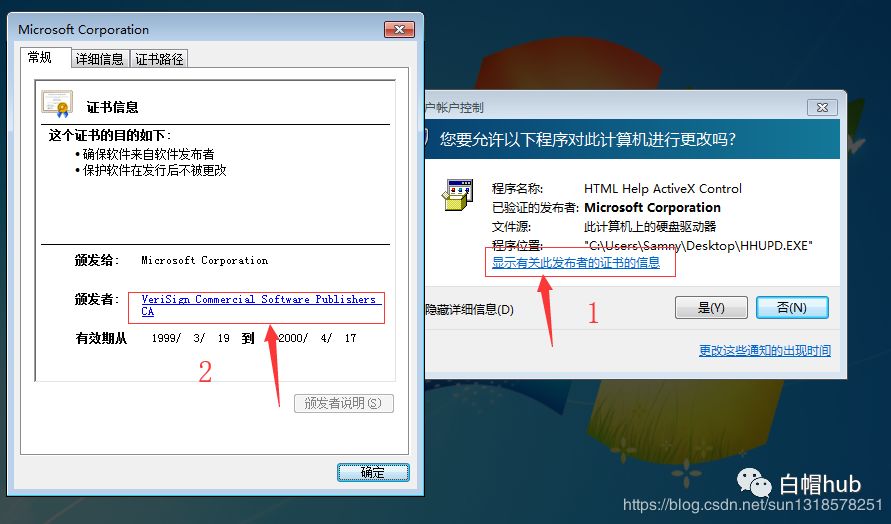 Microsoft Corporation
常规 详细信息 证书路径
证书信息
这个证书的目的如下:
• 确保软件来自软件发布者
• 保护软件在发行后不被更改
颁发给: Microsoft Corporation
颁发者: VeriSign Commercial Software Publishers
CA
有效期从 1999/ 3/ 19 到 2000/ 4/ 17
2
颁发者说明(S)
确定
户帐户控制
您要允许以下程序对此计算机进行更改吗?
程序名称: HTML Help ActiveX Control
已验证的发布者: Microsoft Corporation
文件源: 此计算机上的硬盘驱动器
程序位置: "C:\Users\Samny\Desktop\HHUPD.EXE"
显示有关此发布者的证书的信息
1
隐藏详细信息(D)
是(Y) 否(N)
更改这些通知的出现时间
白帽hub
https://blog.csdn.net/sun1318578251